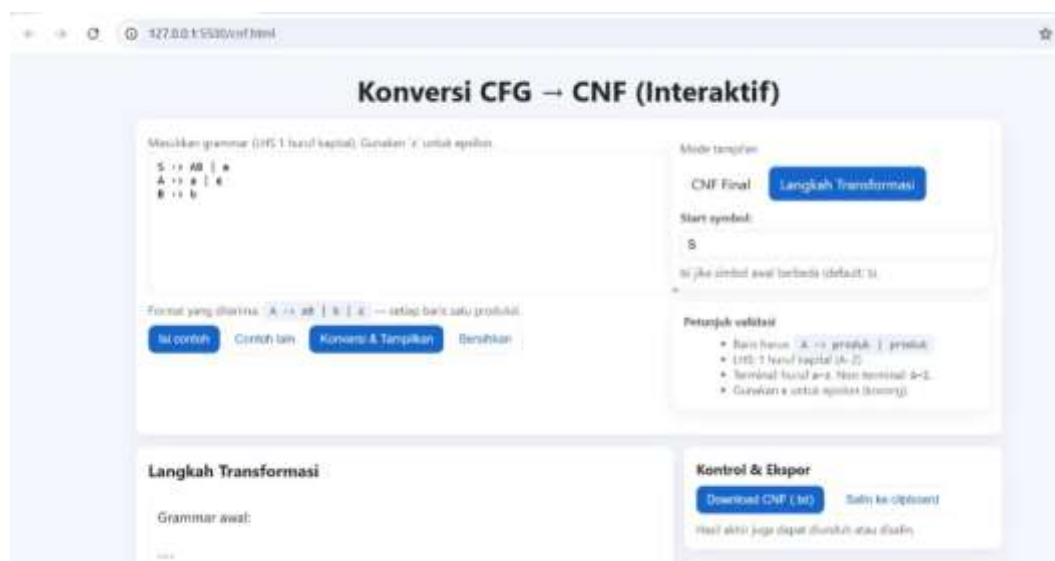 127.0.0.1:5500/cnf.html
Konversi CFG → CNF (Interaktif)
Masukkan grammar (LHS 1 huruf kapital). Gunakan 'ε' untuk epsilon.
S -> AB | a
A -> a | ε
B -> b
Mode tampilan
CNF Final
Langkah Transformasi
Start symbol:
S
Isi jika simbol awal berbeda (default: S).
Format yang diterima: A -> aB | b | ε — setiap baris satu produksi.
Isi contoh
Contoh lain
Konversi & Tampilkan
Bersihkan
Petunjuk validasi
Baris harus: A -> produk | produk
LHS: 1 huruf kapital (A-Z)
Terminal: huruf a-z. Non-terminal: A-Z.
Gunakan ε untuk epsilon (kosong).
Langkah Transformasi
Grammar awal:
Kontrol & Ekspor
Download CNF (.txt)
Salin ke clipboard
Hasil akhir juga dapat diunduh atau disalin.